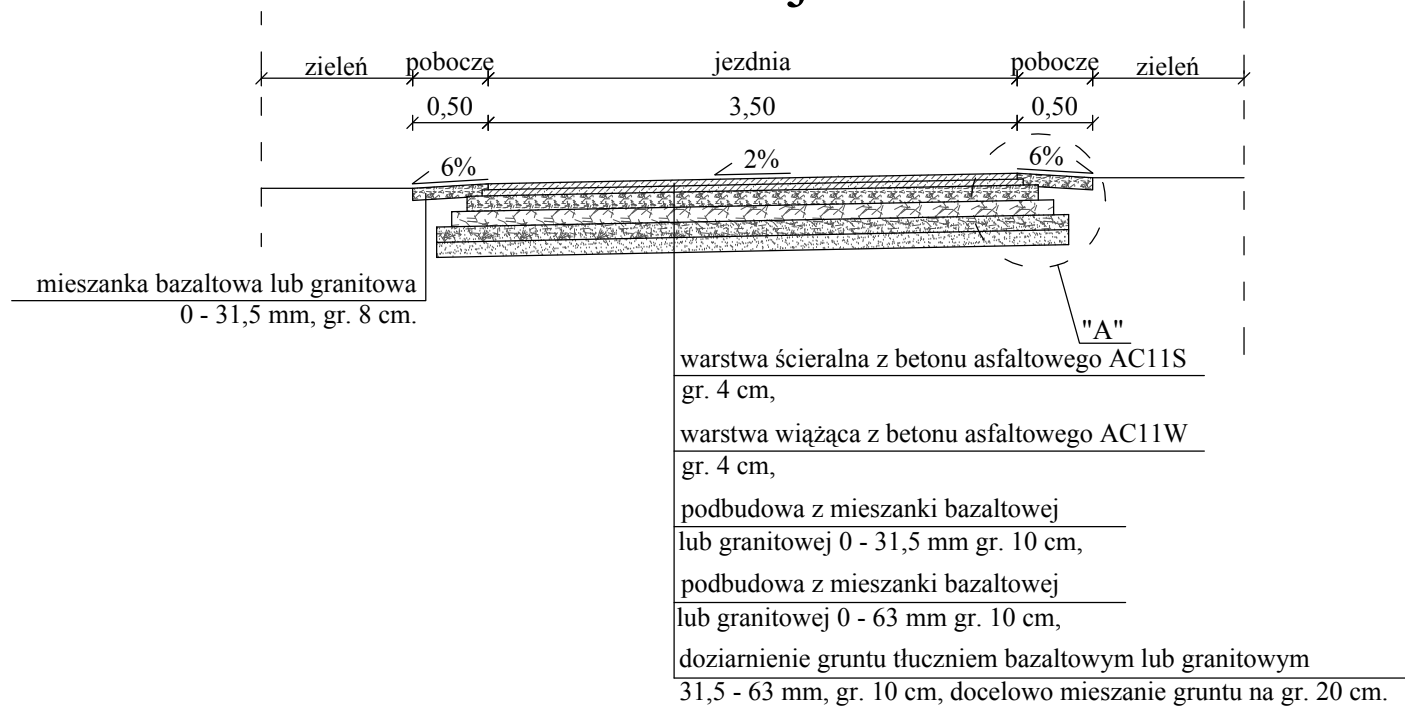 zieleń pobocze jezdnia pobocze zieleń
0,50 3,50 0,50
6% 2% 6%
mieszanka bazaltowa lub granitowa
0 - 31,5 mm, gr. 8 cm.
"A"
warstwa ścieralna z betonu asfaltowego AC11S
gr. 4 cm,
warstwa wiążąca z betonu asfaltowego AC11W
gr. 4 cm,
podbudowa z mieszanki bazaltowej
lub granitowej 0 - 31,5 mm gr. 10 cm,
podbudowa z mieszanki bazaltowej
lub granitowej 0 - 63 mm gr. 10 cm,
doziarnienie gruntu tłuczniem bazaltowym lub granitowym
31,5 - 63 mm, gr. 10 cm, docelowo mieszanie gruntu na gr. 20 cm.